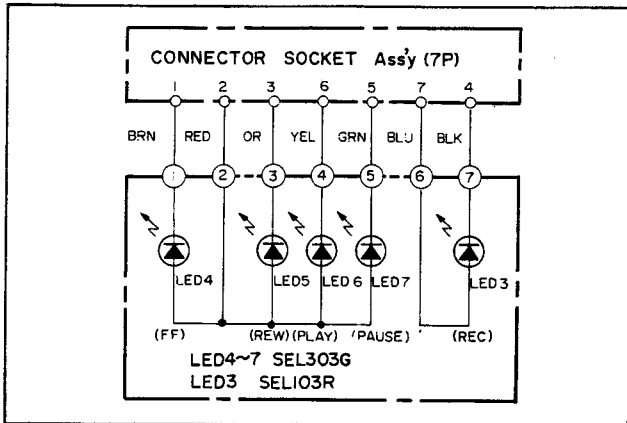 CONNECTOR SOCKET Ass'y (7P)
1 2 3 6 5 7 4
BRN RED OR YEL GRN BLU BLK
1 2 3 4 5 6 7
LED4 LED5 LED6 LED7 LED3
(FF) (REW) (PLAY) (PAUSE) (REC)
LED4~7 SEL303G
LED3 SEL103R